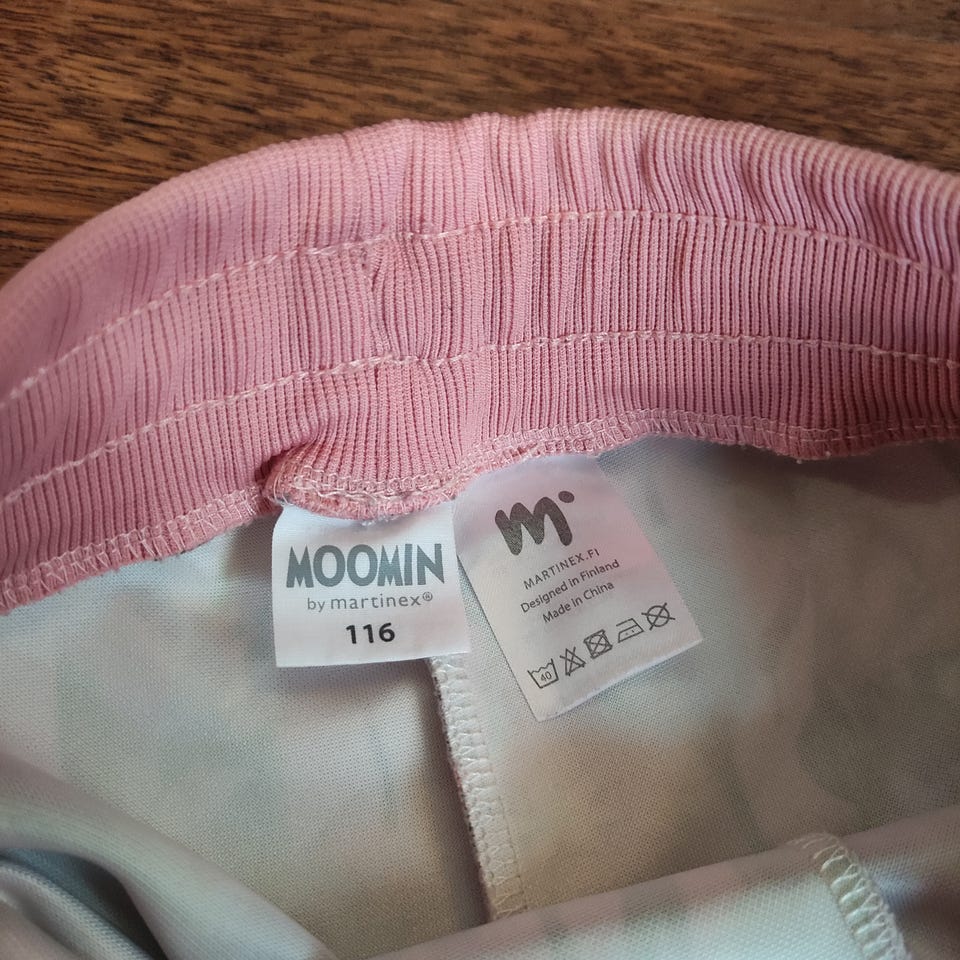 MOOMIN
by martinex®
116
m
MARTINEX.FI
Designed in Finland
Made in China
40